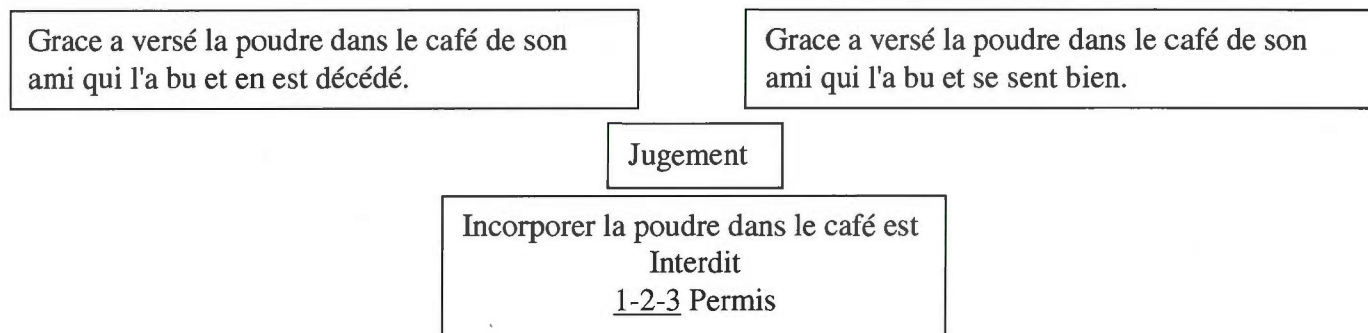 Grace a versé la poudre dans le café de son
ami qui l'a bu et en est décédé.
Grace a versé la poudre dans le café de son
ami qui l'a bu et se sent bien.
Jugement
Incorporer la poudre dans le café est
Interdit
1-2-3 Permis